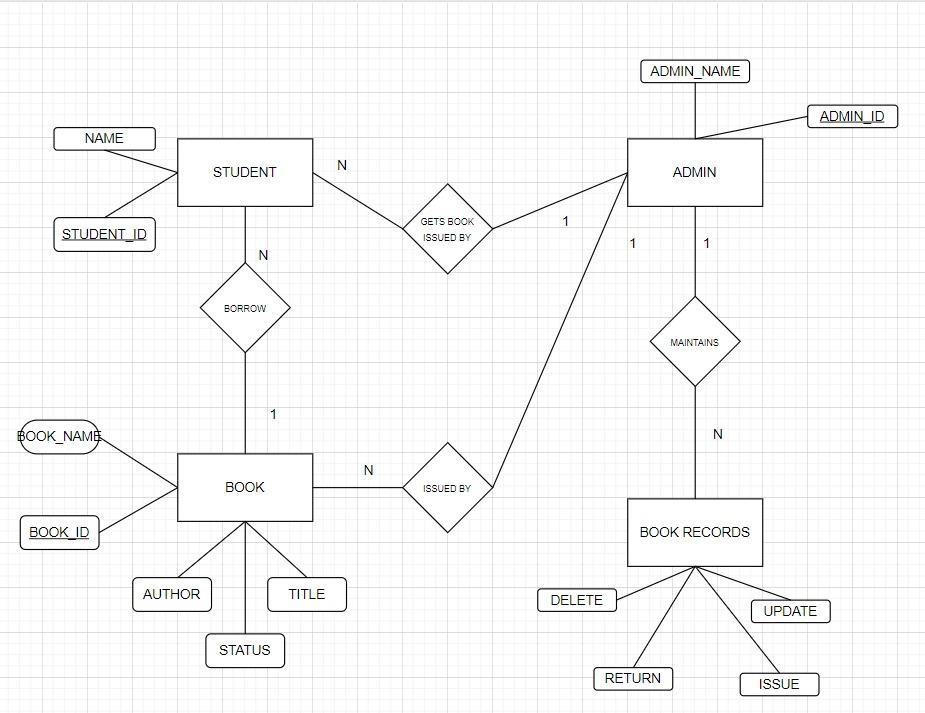 ADMIN_NAME
ADMIN_ID
NAME
STUDENT
N
ADMIN
GETS BOOK
ISSUED BY
1
STUDENT_ID
N
1
1
BORROW
MAINTAINS
1
N
BOOK_NAME
N
BOOK
ISSUED BY
BOOK_ID
BOOK RECORDS
AUTHOR
TITLE
DELETE
UPDATE
STATUS
RETURN
ISSUE